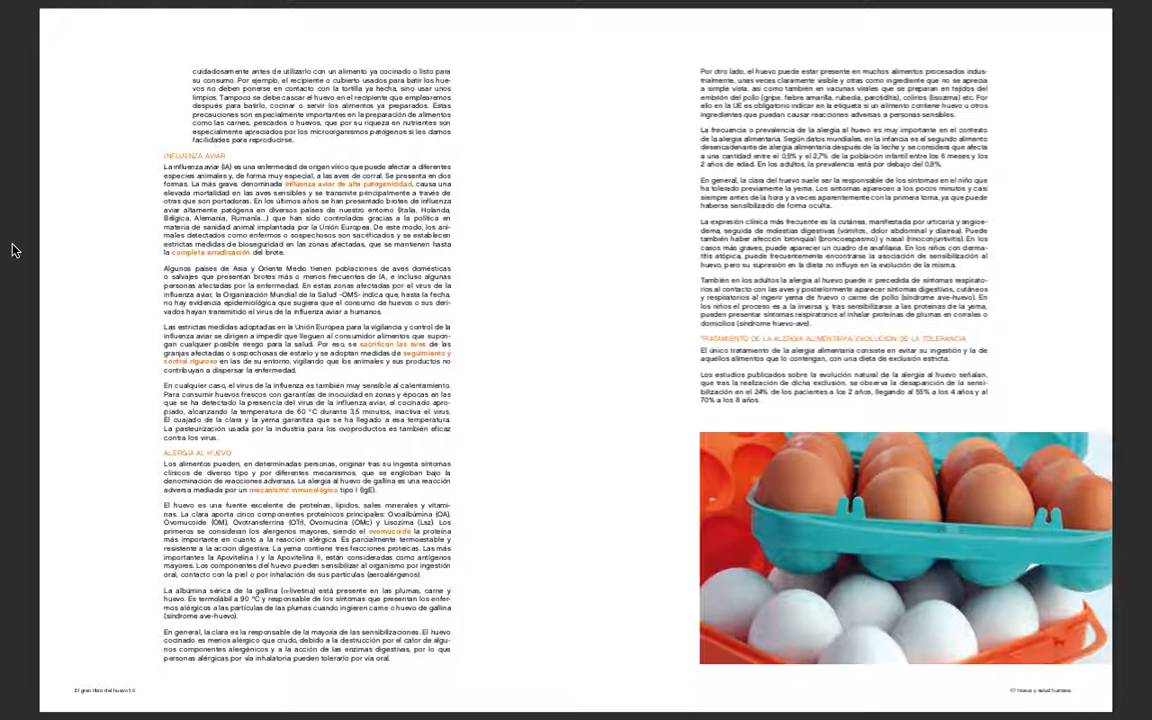 cuidadosamente antes de utilizarlo con un alimento ya cocinado o listo para
su consumo. Por ejemplo, el recipiente o cubierto usados para batir los hue-
vos no deben ponerse en contacto con la tortilla ya hecha, sino usar unos
limpios. Tampoco se debe cascar el huevo en el recipiente que emplearemos
después para batirlo, cocinar o servir los alimentos ya preparados. Estas
precauciones son especialmente importantes en la preparación de alimentos
como las carnes, pescados o huevos, que por su riqueza en nutrientes son
especialmente apreciados por los microorganismos patógenos si les damos
facilidades para reproducirse.
INFLUENZA AVIAR
La influenza aviar (IA) es una enfermedad de origen vírico que puede afectar a diferentes
especies animales y, de forma muy especial, a las aves de corral. Se presenta en dos
formas. La más grave, denominada influenza aviar de alta patogenicidad, causa una
elevada mortalidad en las aves sensibles y se transmite principalmente a través de
otras que son portadoras. En los últimos años se han presentado brotes de influenza
aviar altamente patógena en diversos países de nuestro entorno (Italia, Holanda,
Bélgica, Alemania, Rumanía...) que han sido controlados gracias a la política en
materia de sanidad animal implantada por la Unión Europea. De este modo, los ani-
males detectados como enfermos o sospechosos son sacrificados y se establecen
estrictas medidas de bioseguridad en las zonas afectadas, que se mantienen hasta
la completa erradicación del brote.
Algunos países de Asia y Oriente Medio tienen poblaciones de aves domésticas
o salvajes que presentan brotes más o menos frecuentes de IA, e incluso algunas
personas afectadas por la enfermedad. En estas zonas afectadas por el virus de la
influenza aviar, la Organización Mundial de la Salud -OMS- indica que, hasta la fecha,
no hay evidencia epidemiológica que sugiera que el consumo de huevos o sus deri-
vados hayan transmitido el virus de la influenza aviar a humanos.
Las estrictas medidas adoptadas en la Unión Europea para la vigilancia y control de la
influenza aviar se dirigen a impedir que lleguen al consumidor alimentos que supon-
gan cualquier posible riesgo para la salud. Por eso, se sacrifican las aves de las
granjas afectadas o sospechosas de estarlo y se adoptan medidas de seguimiento y
control riguroso en las de su entorno, vigilando que los animales y sus productos no
contribuyan a dispersar la enfermedad.
En cualquier caso, el virus de la influenza es también muy sensible al calentamiento.
Para consumir huevos frescos con garantías de inocuidad en zonas y épocas en las
que se ha detectado la presencia del virus de la influenza aviar, el cocinado apro-
piado, alcanzando la temperatura de 60 °C durante 3,5 minutos, inactiva el virus.
El cuajado de la clara y la yema garantiza que se ha llegado a esa temperatura.
La pasteurización usada por la industria para los ovoproductos es también eficaz
contra los virus.
ALERGIA AL HUEVO
Los alimentos pueden, en determinadas personas, originar tras su ingesta síntomas
clínicos de diverso tipo y por diferentes mecanismos, que se engloban bajo la
denominación de reacciones adversas. La alergia al huevo de gallina es una reacción
adversa mediada por un mecanismo inmunológico tipo I (IgE).
El huevo es una fuente excelente de proteínas, lípidos, sales minerales y vitami-
nas. La clara aporta cinco componentes proteínicos principales: Ovoalbúmina (OA),
Ovomucoide (OM), Ovotransferrina (OTr), Ovomucina (OMc) y Lisozima (Lsz). Los
primeros se consideran los alergenos mayores, siendo el ovomucoide la proteína
más importante en cuanto a la reacción alérgica. Es parcialmente termoestable y
resistente a la acción digestiva. La yema contiene tres fracciones proteicas. Las más
importantes la Apovitelina I y la Apovitelina II, están consideradas como antígenos
mayores. Los componentes del huevo pueden sensibilizar al organismo por ingestión
oral, contacto con la piel o por inhalación de sus partículas (aeroalérgenos).
La albúmina sérica de la gallina (α-livetina) está presente en las plumas, carne y
huevo. Es termolábil a 90 °C y responsable de los síntomas que presentan los enfer-
mos alérgicos a las partículas de las plumas cuando ingieren carne o huevo de gallina
(síndrome ave-huevo).
En general, la clara es la responsable de la mayoría de las sensibilizaciones. El huevo
cocinado es menos alérgico que crudo, debido a la destrucción por el calor de algu-
nos componentes alergénicos y a la acción de las enzimas digestivas, por lo que
personas alérgicas por vía inhalatoria pueden tolerarlo por vía oral.
El gran libro del huevo 56
Por otro lado, el huevo puede estar presente en muchos alimentos procesados indus-
trialmente, unas veces claramente visible y otras como ingrediente que no se aprecia
a simple vista, así como también en vacunas virales que se preparan en tejidos del
embrión del pollo (gripe, fiebre amarilla, rubeola, parotiditis), colirios (lisozima) etc. Por
ello en la UE es obligatorio indicar en la etiqueta si un alimento contiene huevo u otros
ingredientes que puedan causar reacciones adversas a personas sensibles.
La frecuencia o prevalencia de la alergia al huevo es muy importante en el contexto
de la alergia alimentaria. Según datos mundiales, en la infancia es el segundo alimento
desencadenante de alergia alimentaria después de la leche y se considera que afecta
a una cantidad entre el 0,5% y el 2,7% de la población infantil entre los 6 meses y los
2 años de edad. En los adultos, la prevalencia está por debajo del 0,8%.
En general, la clara del huevo suele ser la responsable de los síntomas en el niño que
ha tolerado previamente la yema. Los síntomas aparecen a los pocos minutos y casi
siempre antes de la hora y a veces aparentemente con la primera toma, ya que puede
haberse sensibilizado de forma oculta.
La expresión clínica más frecuente es la cutánea, manifestada por urticaria y angioe-
dema, seguida de molestias digestivas (vómitos, dolor abdominal y diarrea). Puede
también haber afección bronquial (broncoespasmo) y nasal (rinoconjuntivitis). En los
casos más graves, puede aparecer un cuadro de anafilaxia. En los niños con derma-
titis atópica, puede frecuentemente encontrarse la asociación de sensibilización al
huevo, pero su supresión en la dieta no influye en la evolución de la misma.
También en los adultos la alergia al huevo puede ir precedida de síntomas respirato-
rios al contacto con las aves y posteriormente aparecer síntomas digestivos, cutáneos
y respiratorios al ingerir yema de huevo o carne de pollo (síndrome ave-huevo). En
los niños el proceso es a la inversa y, tras sensibilizarse a las proteínas de la yema,
pueden presentar síntomas respiratorios al inhalar proteínas de plumas en corrales o
domicilios (síndrome huevo-ave).
TRATAMIENTO DE LA ALERGIA ALIMENTARIA. EVOLUCIÓN DE LA TOLERANCIA
El único tratamiento de la alergia alimentaria consiste en evitar su ingestión y la de
aquellos alimentos que lo contengan, con una dieta de exclusión estricta.
Los estudios publicados sobre la evolución natural de la alergia al huevo señalan,
que tras la realización de dicha exclusión, se observa la desaparición de la sensi-
bilización en el 24% de los pacientes a los 2 años, llegando al 55% a los 4 años y al
70% a los 8 años.
57 Huevo y salud humana